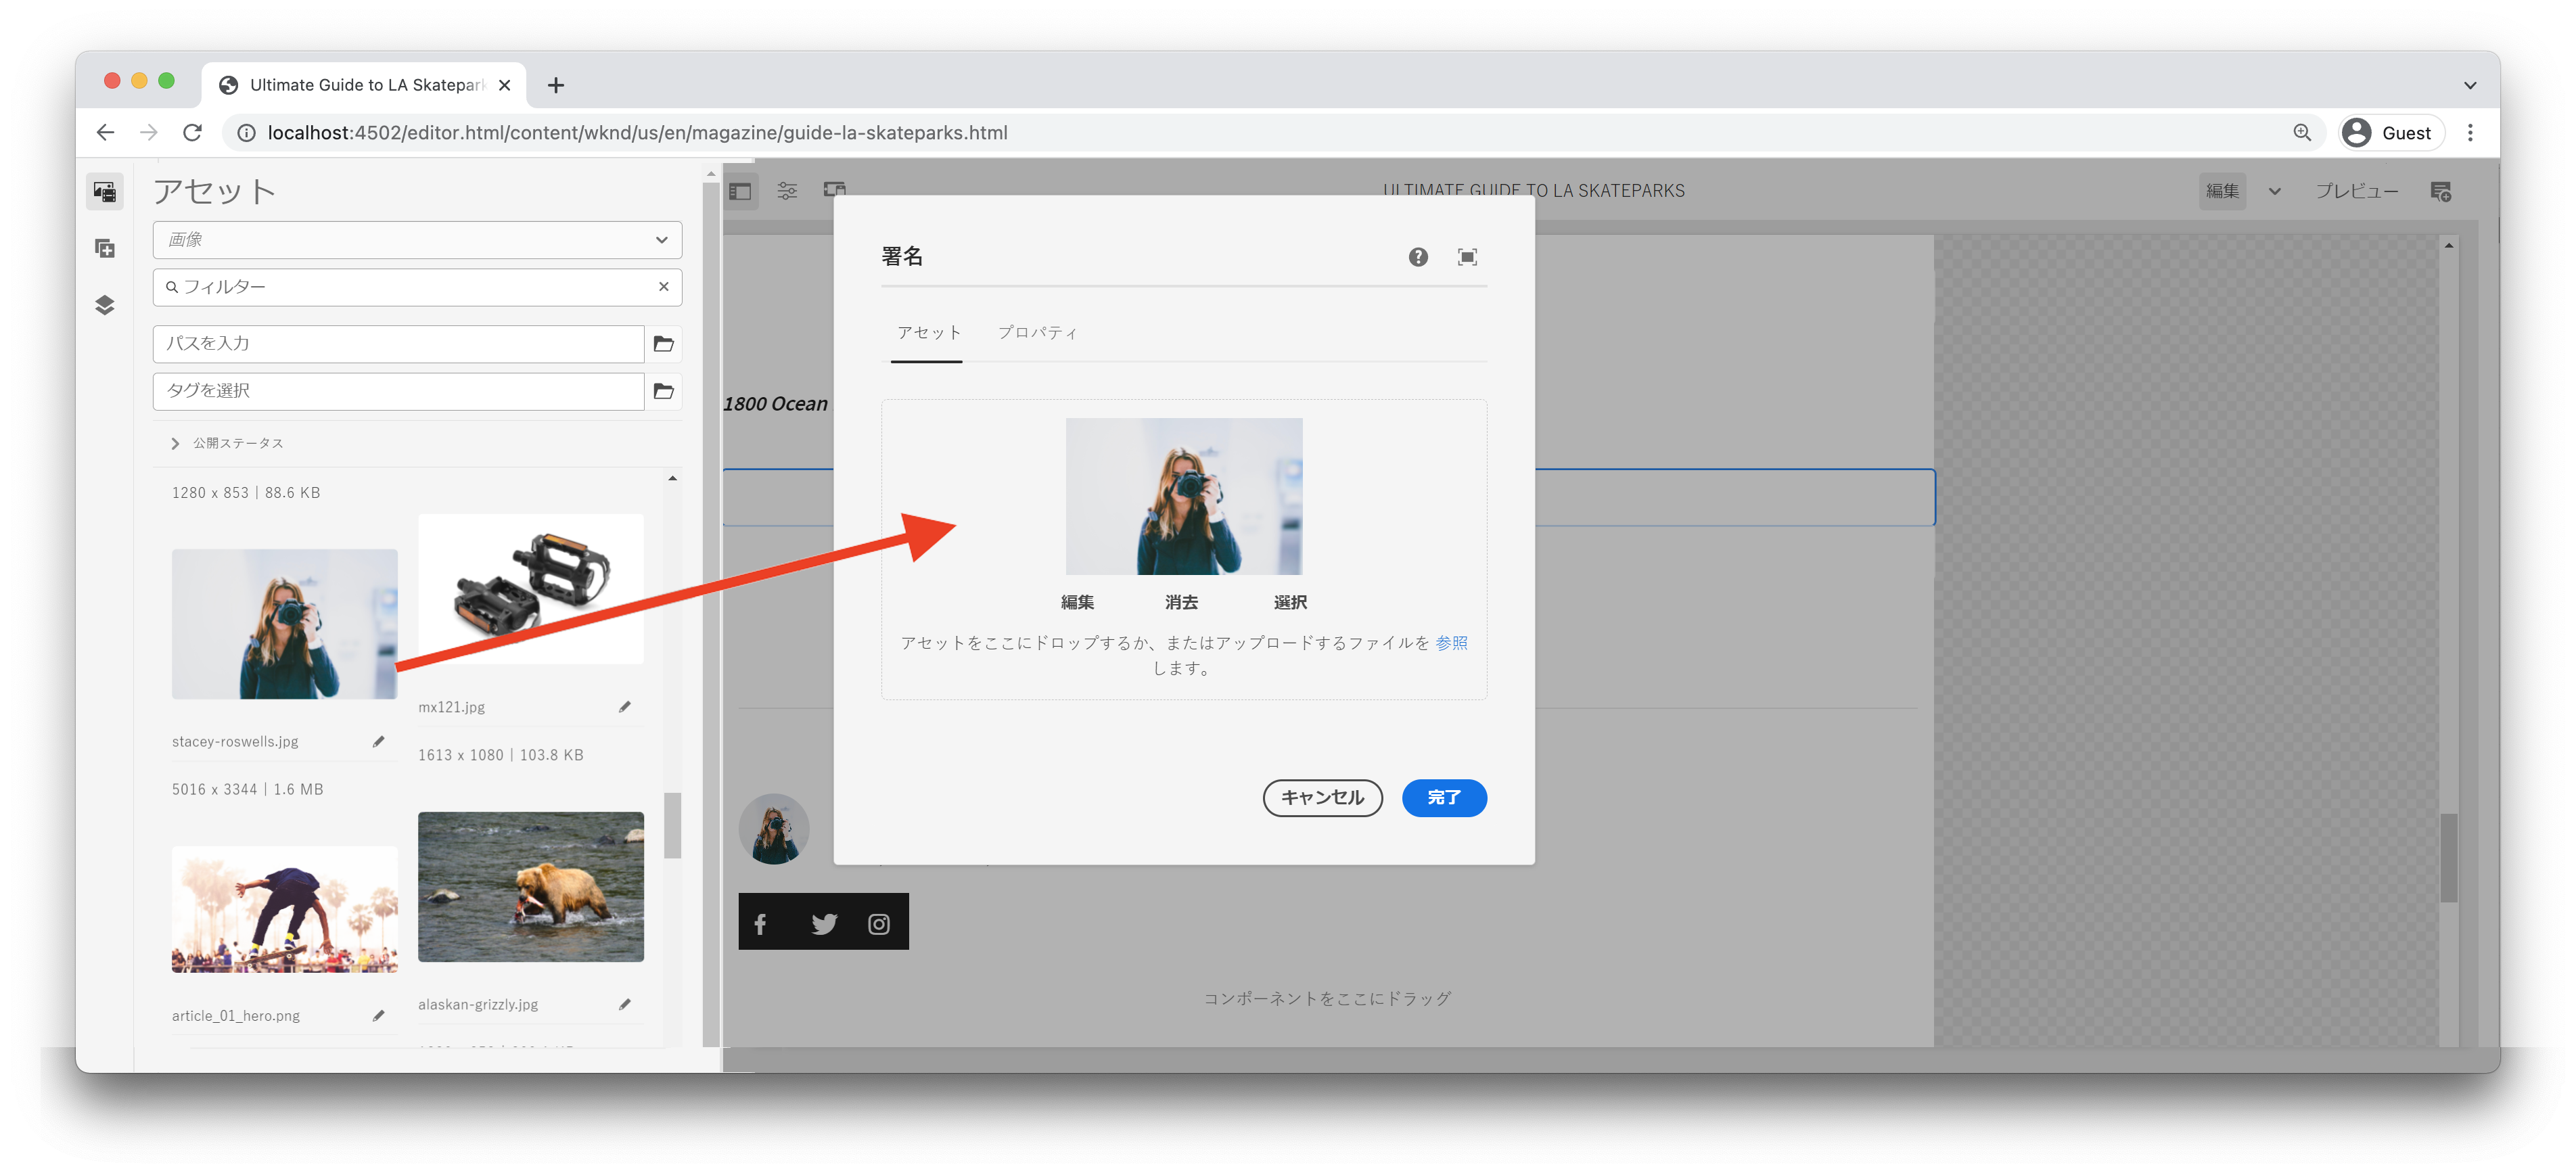 Ultimate Guide to LA Skatepark
localhost:4502/editor.html/content/wknd/us/en/magazine/guide-la-skateparks.html
Guest
アセット
画像
フィルター
パスを入力
タグを選択
公開ステータス
1280 x 853 | 88.6 KB
stacey-roswells.jpg
5016 x 3344 | 1.6 MB
mx121.jpg
1613 x 1080 | 103.8 KB
article_01_hero.png
alaskan-grizzly.jpg
ULTIMATE GUIDE TO LA SKATEPARKS
編集
プレビュー
1800 Ocean
署名
アセット
プロパティ
編集
消去
選択
アセットをここにドロップするか、またはアップロードするファイルを 参照
します。
キャンセル
完了
コンポーネントをここにドラッグ